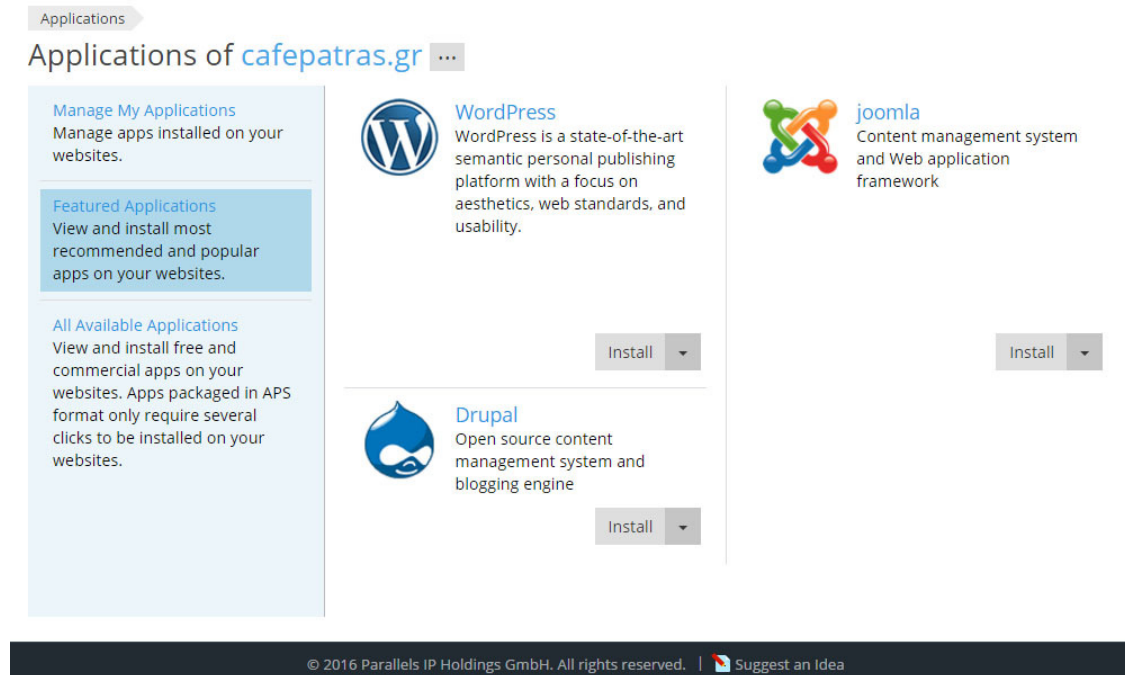 Applications
Applications of cafepatras.gr ...
Manage My Applications
Manage apps installed on your
websites.
Featured Applications
View and install most
recommended and popular
apps on your websites.
All Available Applications
View and install free and
commercial apps on your
websites. Apps packaged in APS
format only require several
clicks to be installed on your
websites.
WordPress
WordPress is a state-of-the-art
semantic personal publishing
platform with a focus on
aesthetics, web standards, and
usability.
Install
joomla
Content management system
and Web application
framework
Install
Drupal
Open source content
management system and
blogging engine
Install
© 2016 Parallels IP Holdings GmbH. All rights reserved. | Suggest an Idea